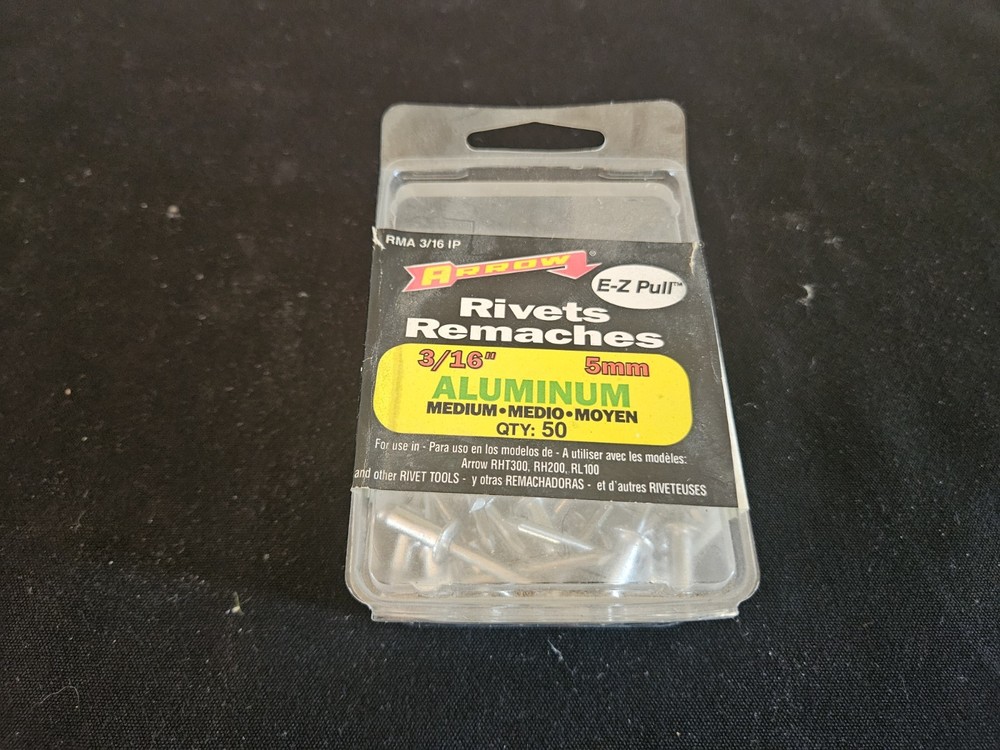 RMA 3/16 IP
ARROW®
E-Z Pull™
Rivets
Remaches
3/16" 5mm
ALUMINUM
MEDIUM•MEDIO•MOYEN
QTY: 50
For use in - Para uso en los modelos de - A utiliser avec les modèles:
Arrow RHT300, RH200, RL100
and other RIVET TOOLS - y otras REMACHADORAS - et d'autres RIVETEUSES